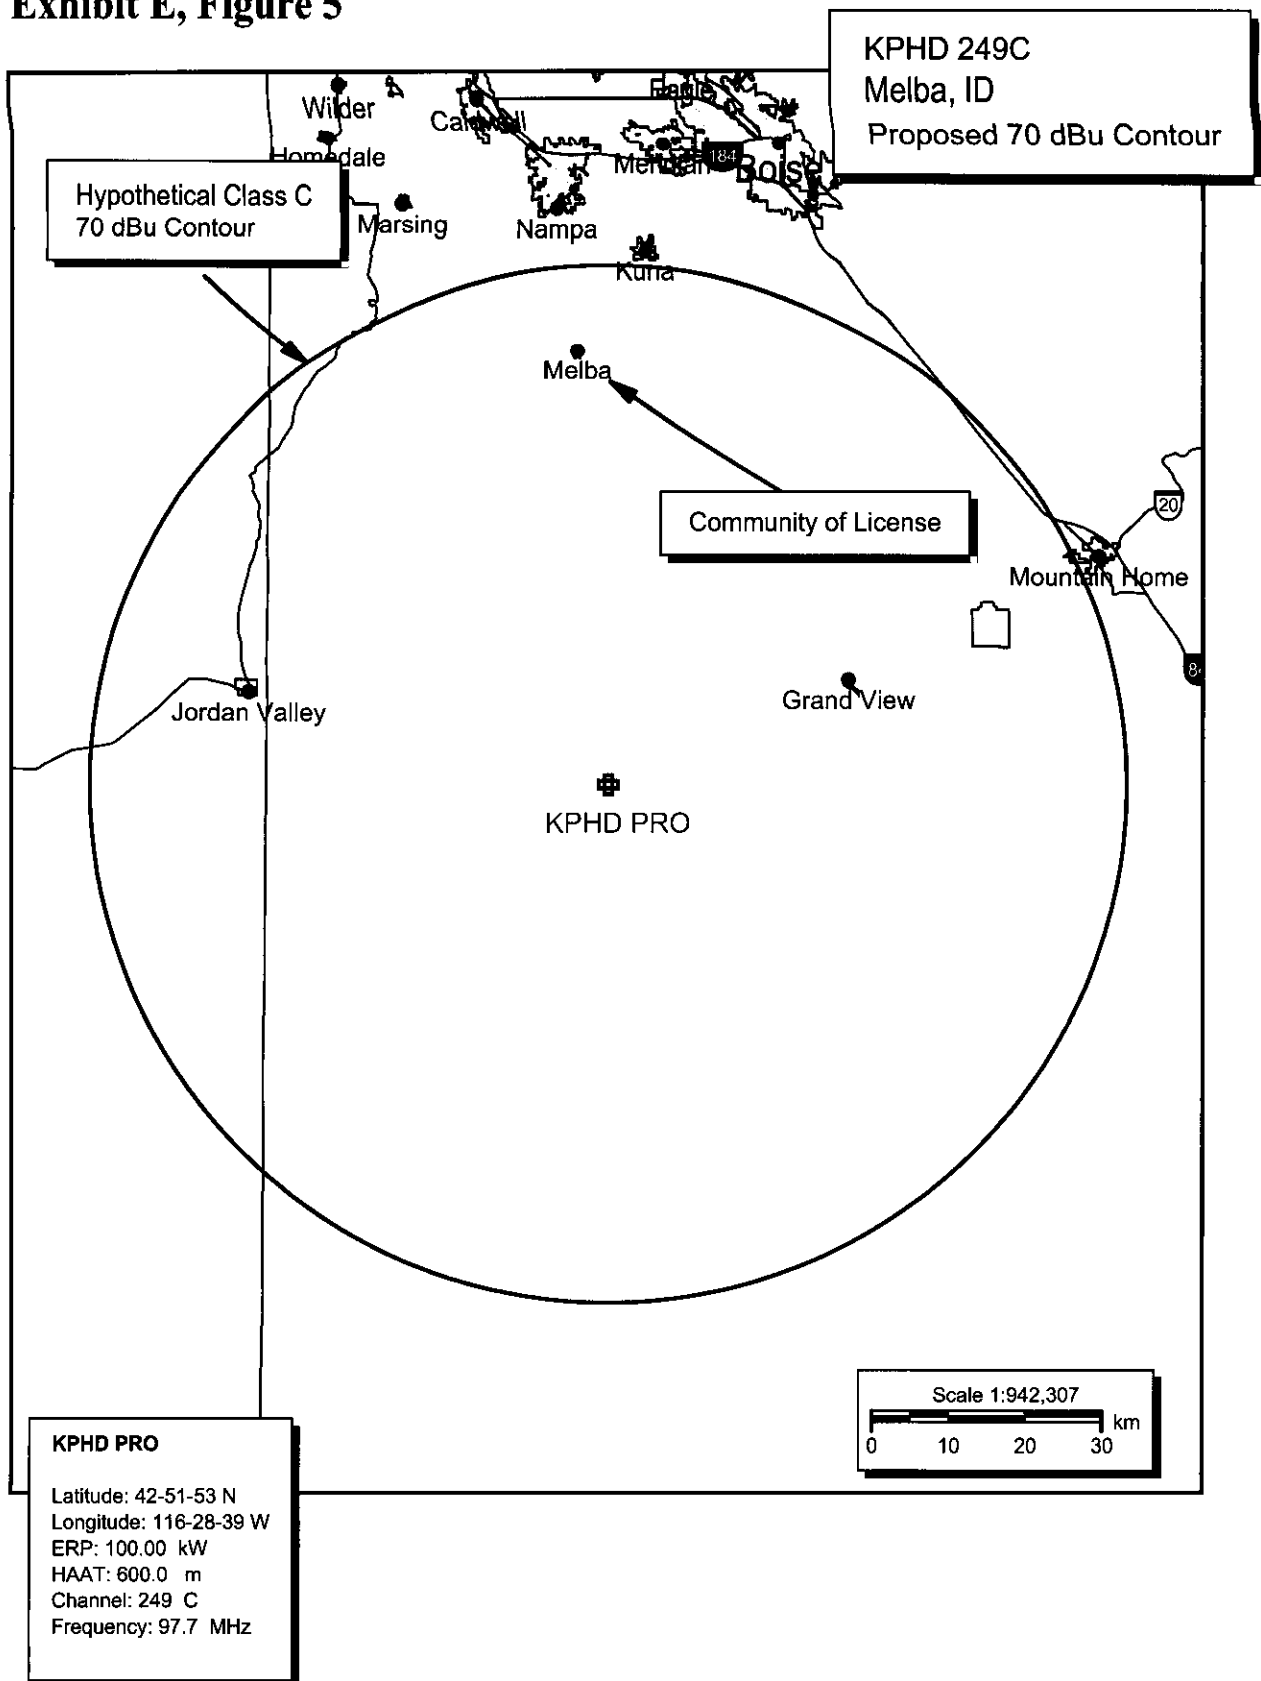 Exhibit E, Figure 5
KPHD 249C
Melba, ID
Proposed 70 dBu Contour
Wilder
Caldwell
Eagle
Homedale
Meridian
184
Boise
Hypothetical Class C
70 dBu Contour
Marsing
Nampa
Kuna
Melba
Community of License
20
Mountain Home
84
Jordan Valley
Grand View
KPHD PRO
Scale 1:942,307
km
0 10 20 30
KPHD PRO
Latitude: 42-51-53 N
Longitude: 116-28-39 W
ERP: 100.00 kW
HAAT: 600.0 m
Channel: 249 C
Frequency: 97.7 MHz